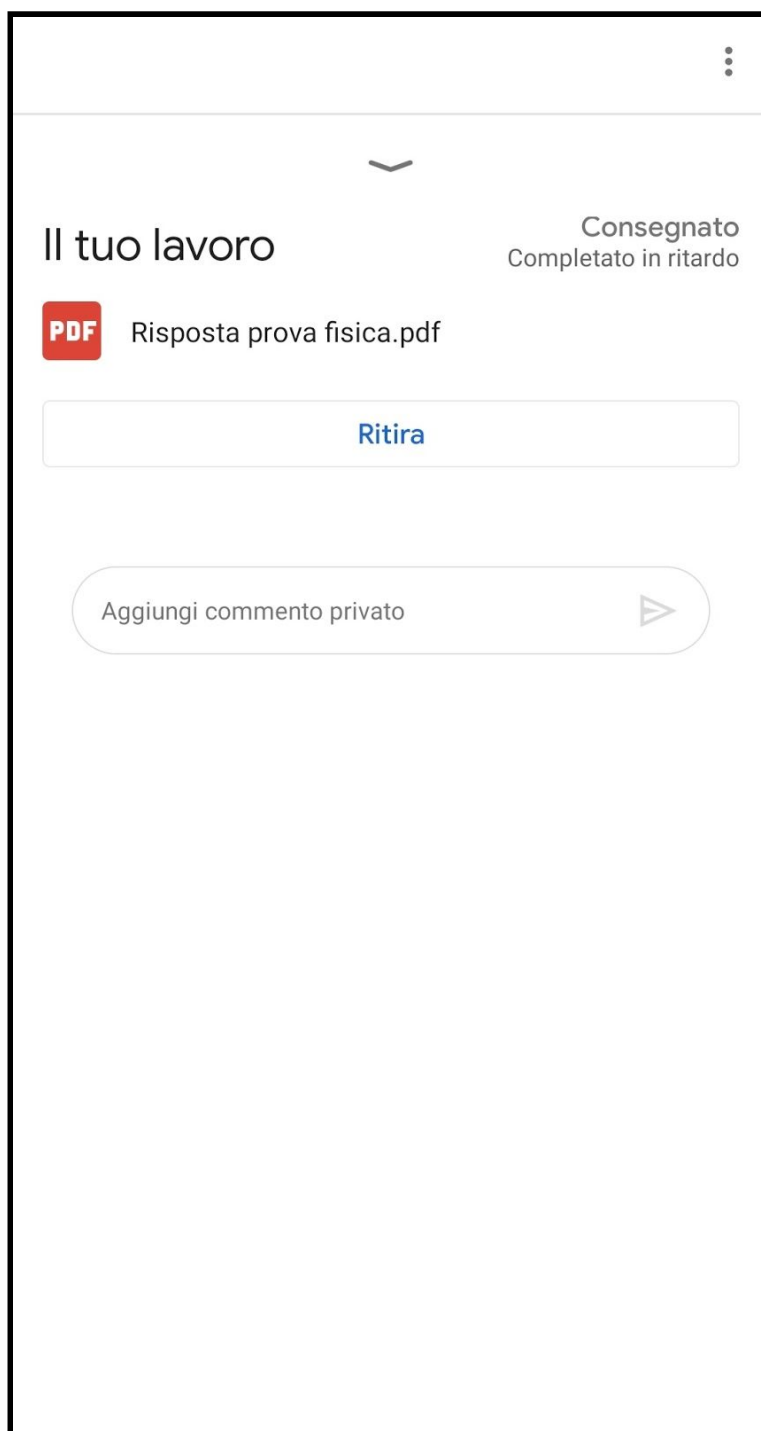 Il tuo lavoro
Consegnato
Completato in ritardo
PDF
Risposta prova fisica.pdf
Ritira
Aggiungi commento privato